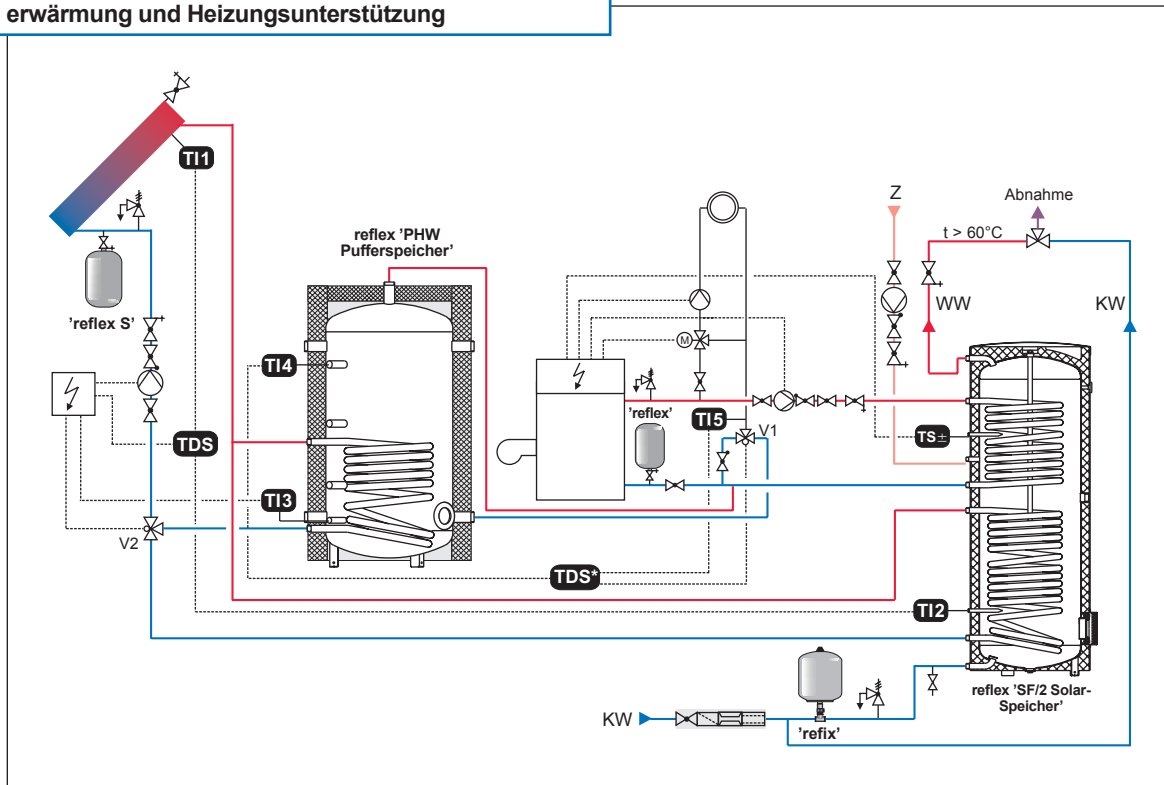 erwärmung und Heizungsunterstützung
TI1
Z
Abnahme
t > 60°C
reflex 'PHW
Pufferspeicher'
'reflex S'
WW
KW
M
TI4
'reflex'
TI5
V1
TDS
TS±
TI3
V2
TDS*
TI2
reflex 'SF/2 Solar-
Speicher'
KW
'refix'